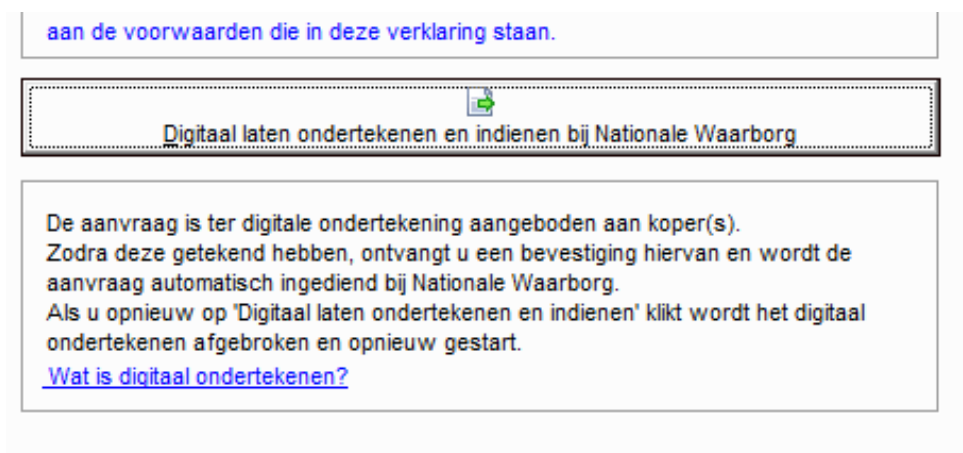 aan de voorwaarden die in deze verklaring staan.
Digitaal laten ondertekenen en indienen bij Nationale Waarborg
De aanvraag is ter digitale ondertekening aangeboden aan koper(s).
Zodra deze getekend hebben, ontvangt u een bevestiging hiervan en wordt de
aanvraag automatisch ingediend bij Nationale Waarborg.
Als u opnieuw op 'Digitaal laten ondertekenen en indienen' klikt wordt het digitaal
ondertekenen afgebroken en opnieuw gestart.
Wat is digitaal ondertekenen?